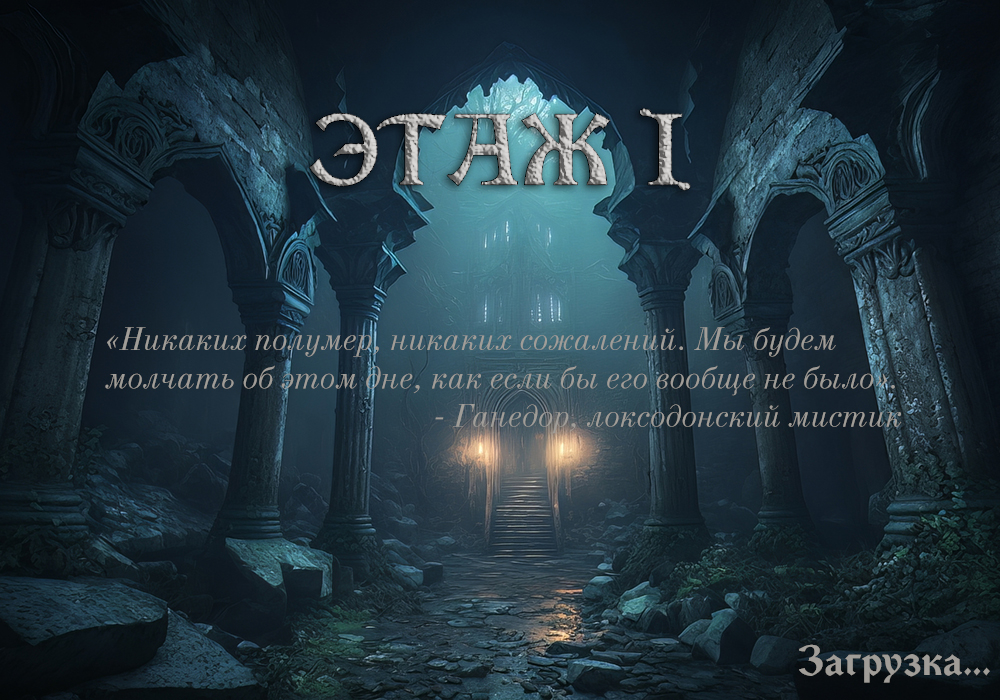 ЭТАЖ I
«Никаких полумер, никаких сожалений. Мы будем
молчать об этом дне, как если бы его вообще не было».
- Ганедор, локсодонский мистик
Загрузка...